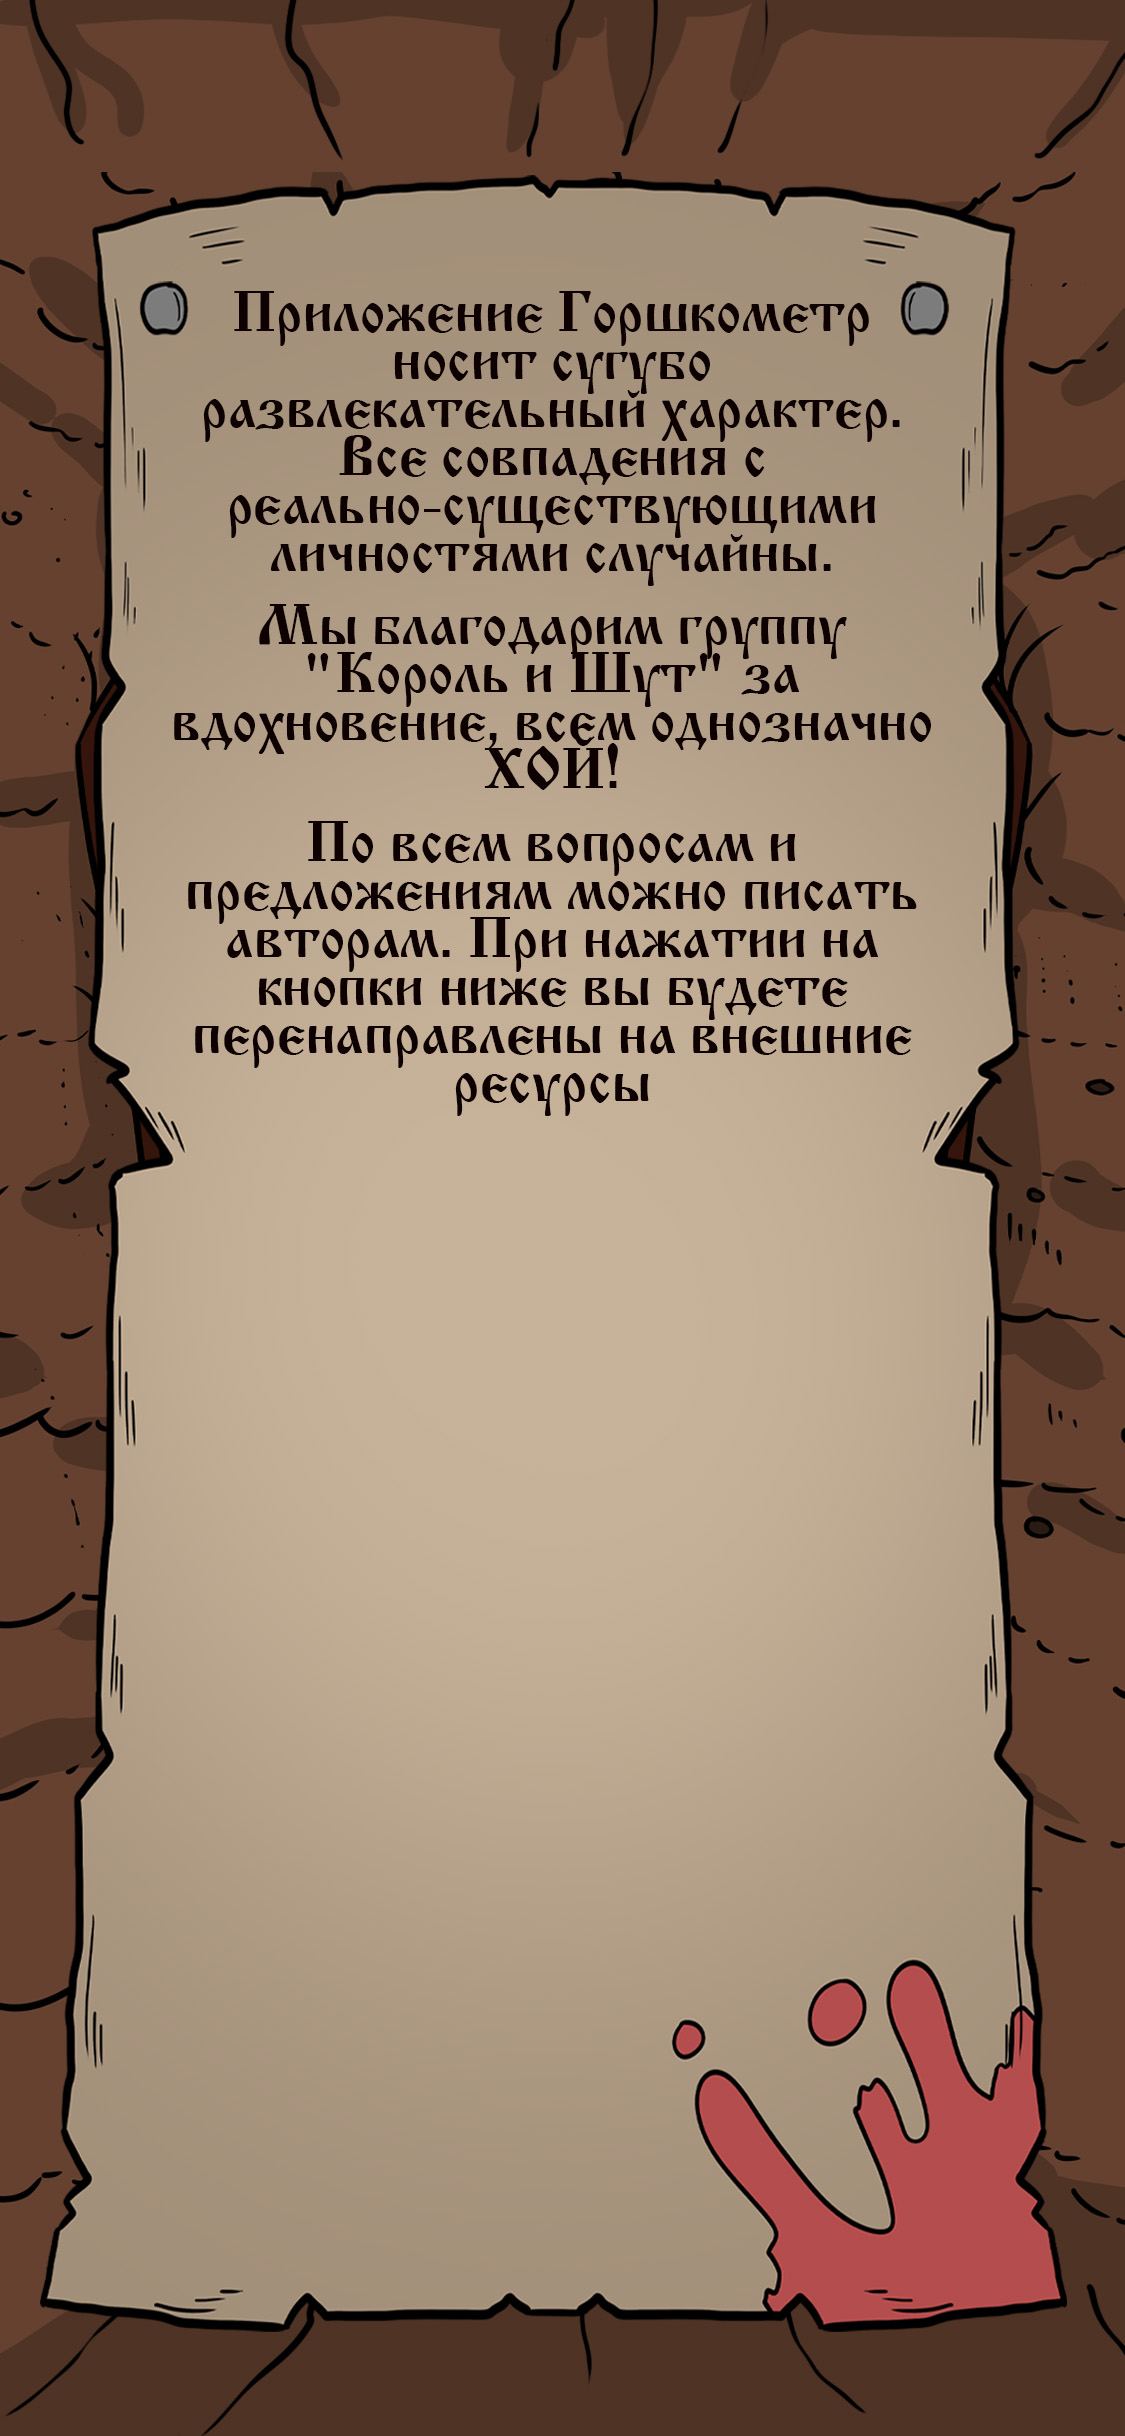 Приложение Горшкометр
носит сугубо
развлекательный характер.
Все совпадения с
реально-существующими
личностями случайны.
Мы благодарим группу
"Король и Шут" за
вдохновение, всем однозначно
ХОЙ!
По всем вопросам и
предложениям можно писать
авторам. При нажатии на
кнопки ниже вы будете
перенаправлены на внешние
ресурсы